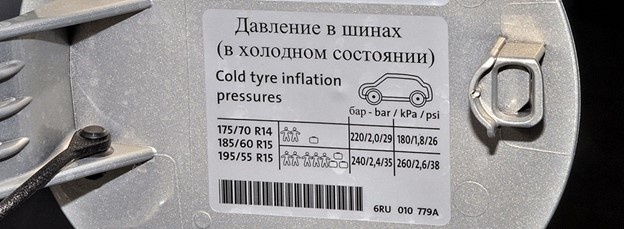 Давление в шинах
(в холодном состоянии)
Cold tyre inflation
pressures
бар - bar / kPa / psi
175/70 R14
185/60 R15 220/2,0/29 180/1,8/26
195/55 R15 240/2,4/35 260/2,6/38
6RU 010 779A